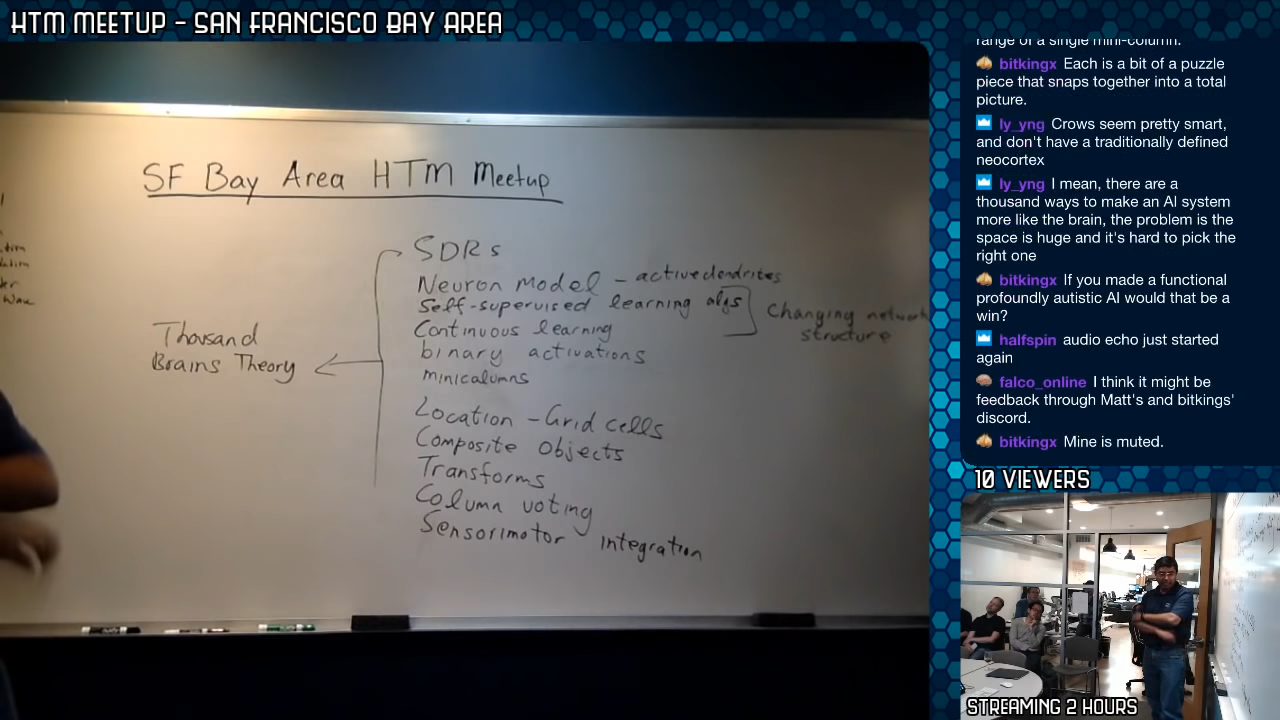 HTM MEETUP - SAN FRANCISCO BAY AREA
SF Bay Area HTM Meetup
SDRs
Neuron model - active dendrites
Self-supervised learning algs
Continuous learning
Changing network
structure
binary activations
minicolumns
Thousand
Brains Theory
Location - Grid cells
Composite Objects
Transforms
Column voting
Sensorimotor integration
range of a single mini-column.
bitkingx Each is a bit of a puzzle
piece that snaps together into a total
picture.
ly_yng Crows seem pretty smart,
and don't have a traditionally defined
neocortex
ly_yng I mean, there are a
thousand ways to make an AI system
more like the brain, the problem is the
space is huge and it's hard to pick the
right one
bitkingx If you made a functional
profoundly autistic AI would that be a
win?
halfspin audio echo just started
again
falco_online I think it might be
feedback through Matt's and bitkings'
discord.
bitkingx Mine is muted.
10 VIEWERS
STREAMING 2 HOURS